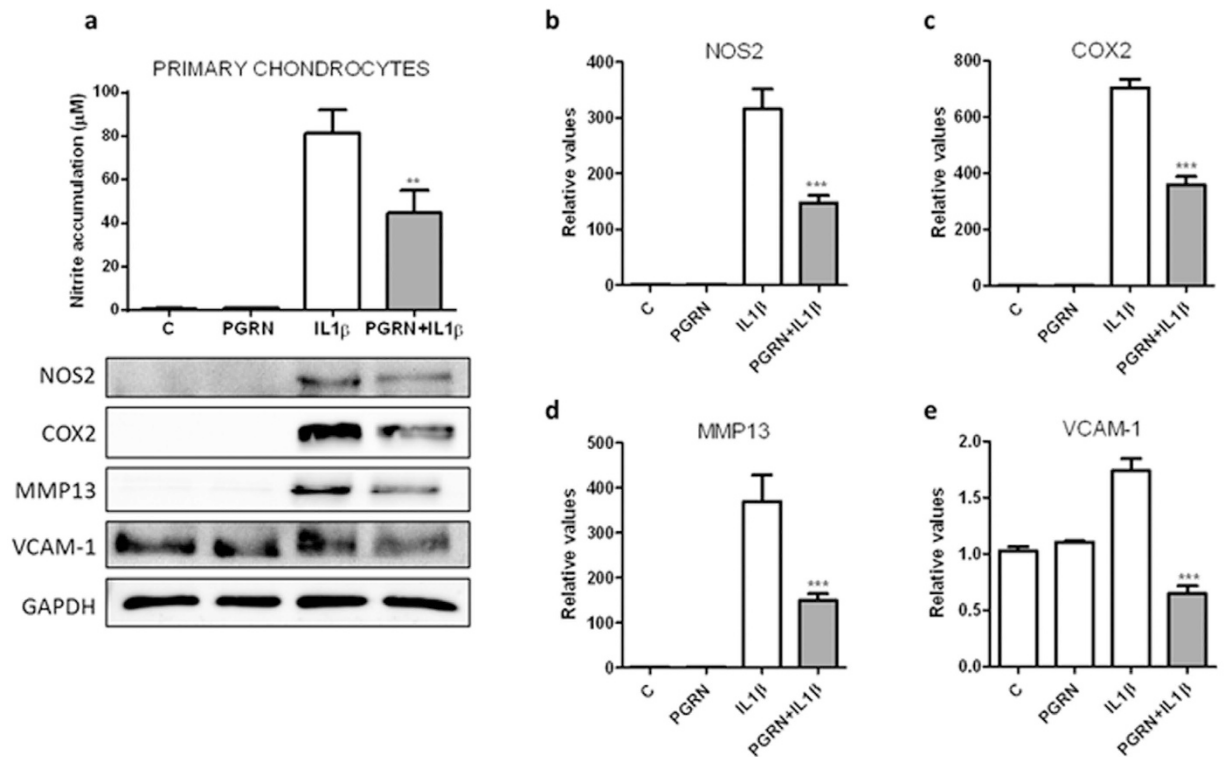 a
PRIMARY CHONDROCYTES
Nitrite accumulation (μM)
100
80
60
40
20
0
**
C PGRN IL1β PGRN+IL1β
NOS2
COX2
MMP13
VCAM-1
GAPDH
b
NOS2
Relative values
400
300
200
100
0
***
C PGRN IL1β PGRN+IL1β
c
COX2
Relative values
800
600
400
200
0
***
C PGRN IL1β PGRN+IL1β
d
MMP13
Relative values
500
400
300
200
100
0
***
C PGRN IL1β PGRN+IL1β
e
VCAM-1
Relative values
2.0
1.5
1.0
0.5
0.0
***
C PGRN IL1β PGRN+IL1β